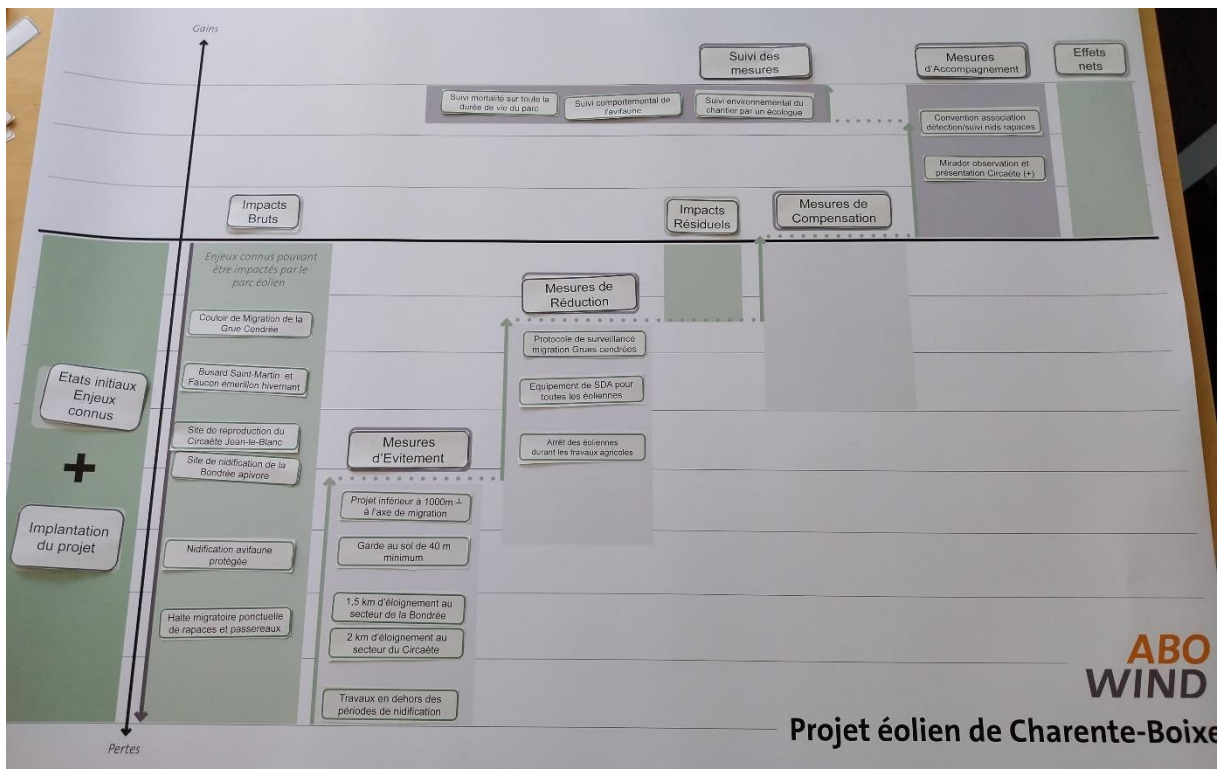 Gains
Suivi des
mesures
Mesures
d'Accompagnement
Effets
nets
Suivi mortalité sur toute la
durée de vie du parc
Suivi comportemental de
l'avifaune
Suivi environnemental du
chantier par un écologue
Convention association
détection/suivi nids rapaces
Mirador observation et
présentation Circaète (+)
Impacts
Bruts
Impacts
Résiduels
Mesures de
Compensation
Enjeux connus pouvant
être impactés par le
parc éolien
Mesures de
Réduction
Couloir de Migration de la
Grue Cendrée
Protocole de surveillance
migration Grues cendrées
Etats initiaux
Enjeux
connus
+
Implantation
du projet
Busard Saint-Martin et
Faucon émerillon hivernant
Equipement de SDA pour
toutes les éoliennes
Site de reproduction du
Circaète Jean-le-Blanc
Site de nidification de la
Bondrée apivore
Mesures
d'Evitement
Arrêt des éoliennes
durant les travaux agricoles
Projet inférieur à 1000m ⊥
à l'axe de migration
Nidification avifaune
protégée
Garde au sol de 40 m
minimum
Halte migratoire ponctuelle
de rapaces et passereaux
1,5 km d'éloignement au
secteur de la Bondrée
2 km d'éloignement au
secteur du Circaète
Travaux en dehors des
périodes de nidification
Pertes
ABO
WIND
Projet éolien de Charente-Boixe